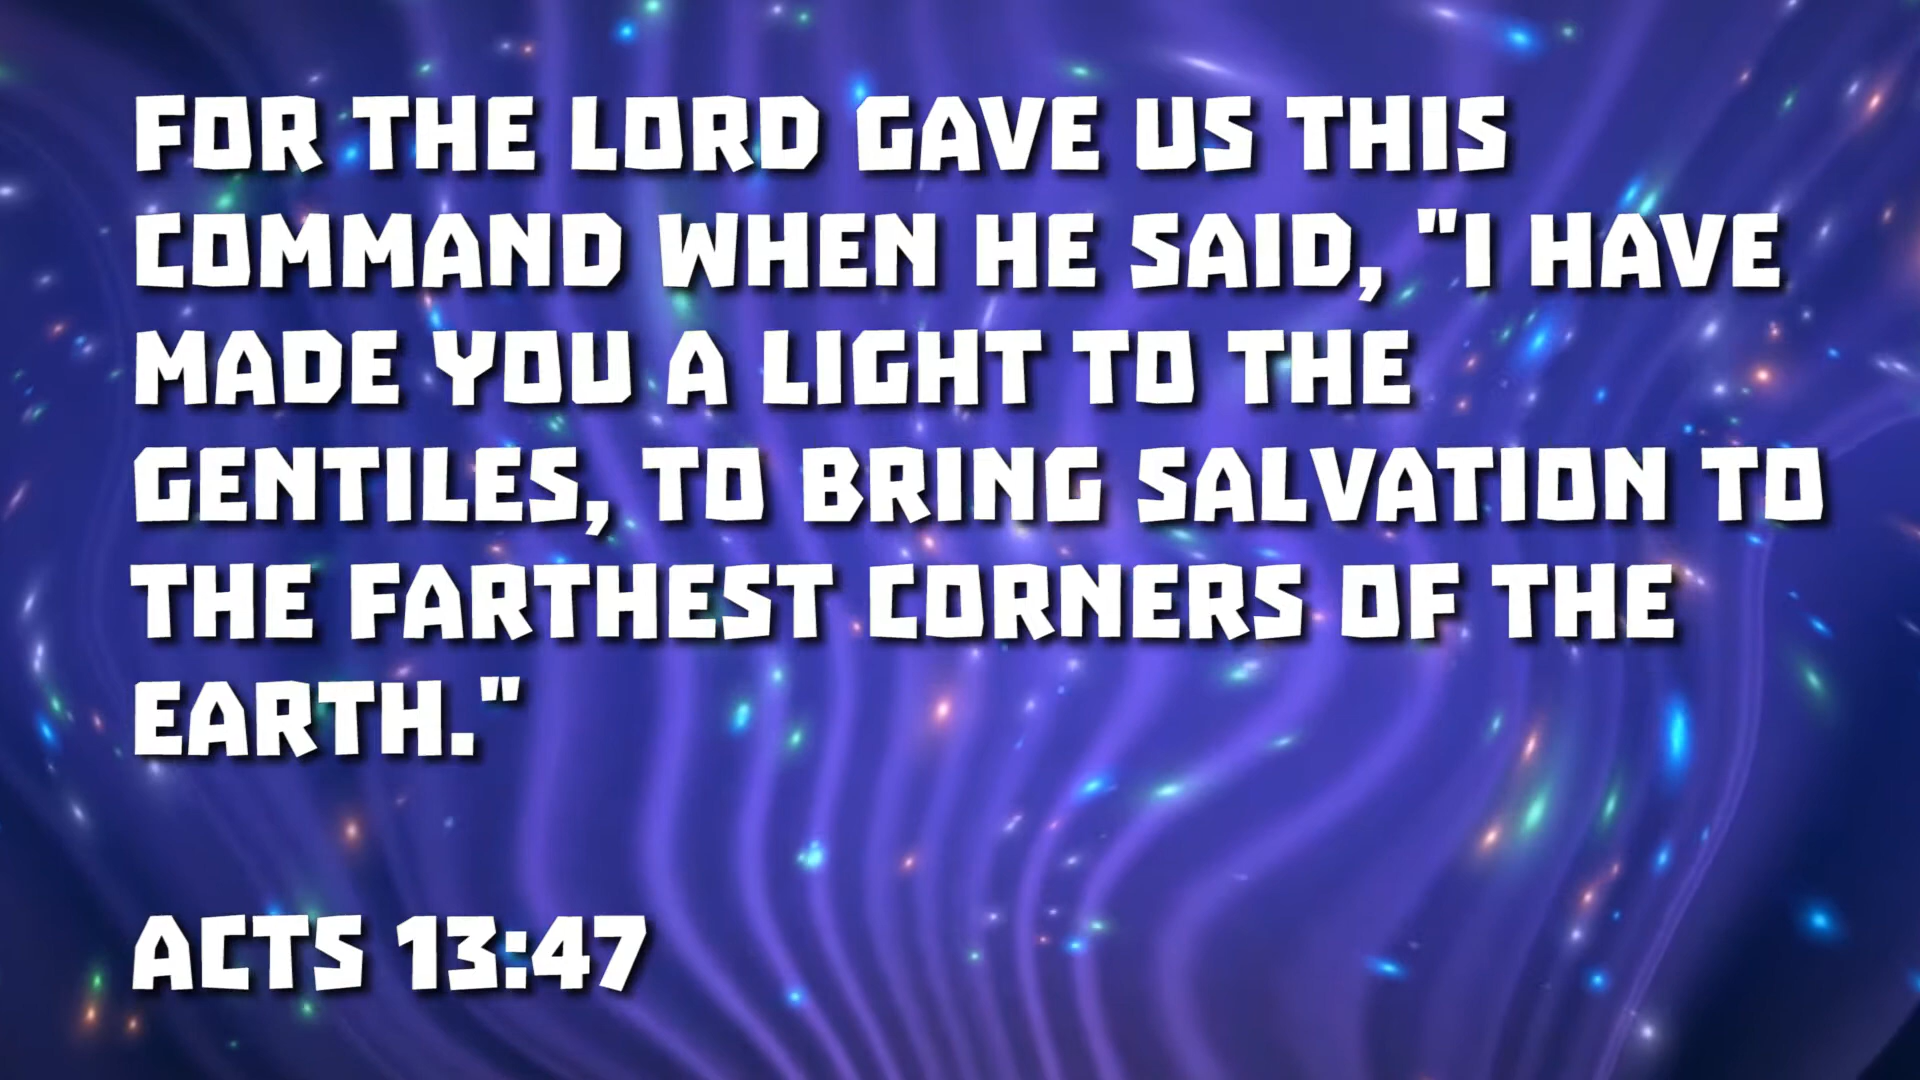 FOR THE LORD GAVE US THIS
COMMAND WHEN HE SAID, "I HAVE
MADE YOU A LIGHT TO THE
GENTILES, TO BRING SALVATION TO
THE FARTHEST CORNERS OF THE
EARTH."
ACTS 13:47